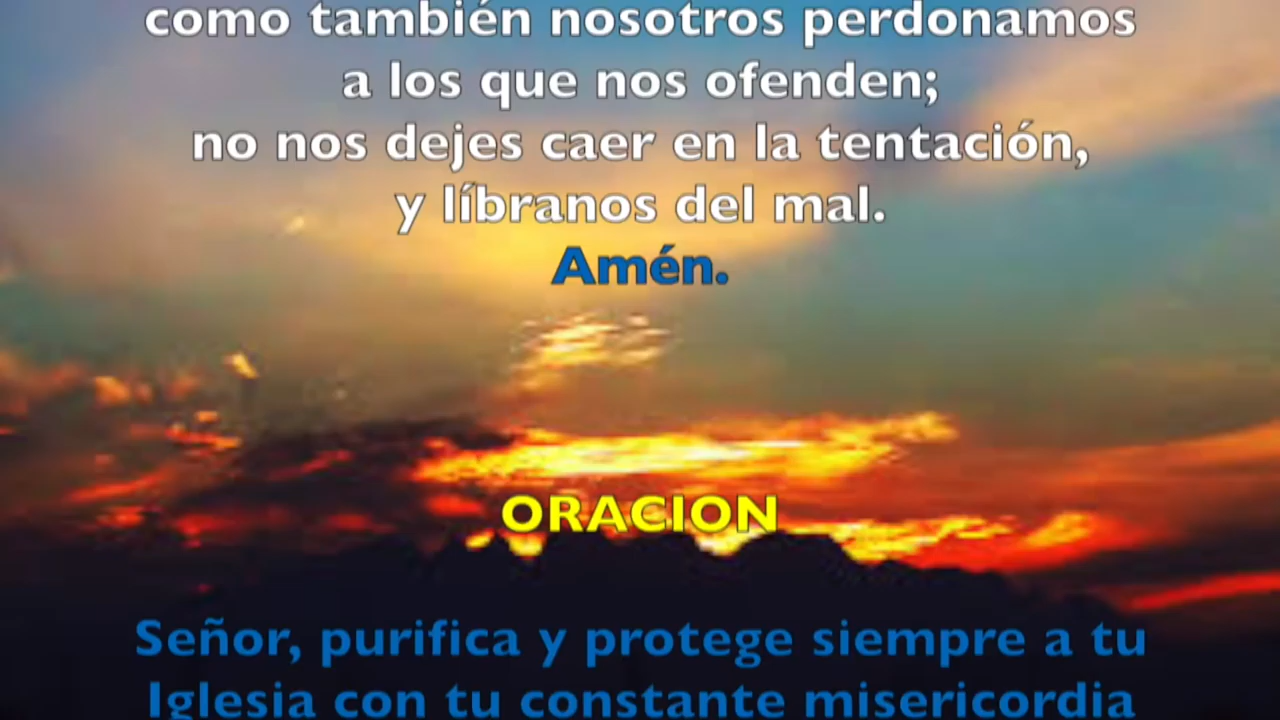 como también nosotros perdonamos
a los que nos ofenden;
no nos dejes caer en la tentación,
y líbranos del mal.
Amén.
ORACION
Señor, purifica y protege siempre a tu
Iglesia con tu constante misericordia